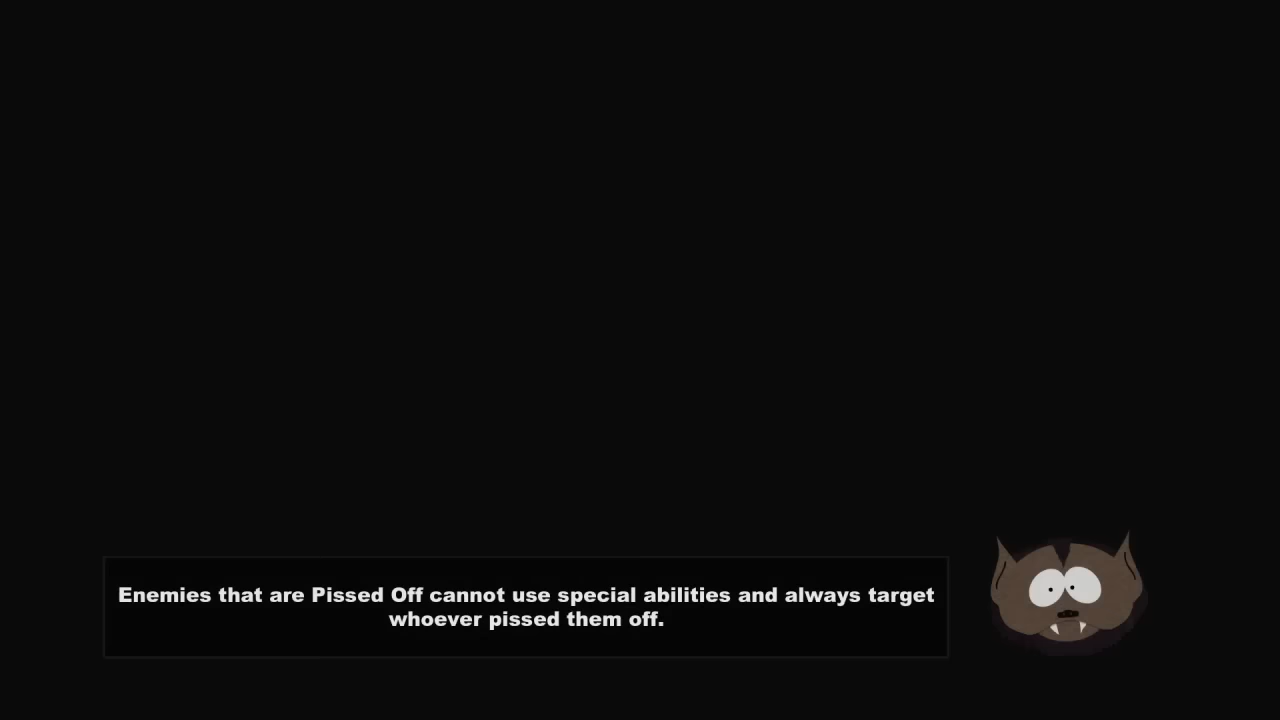 Enemies that are Pissed Off cannot use special abilities and always target
whoever pissed them off.